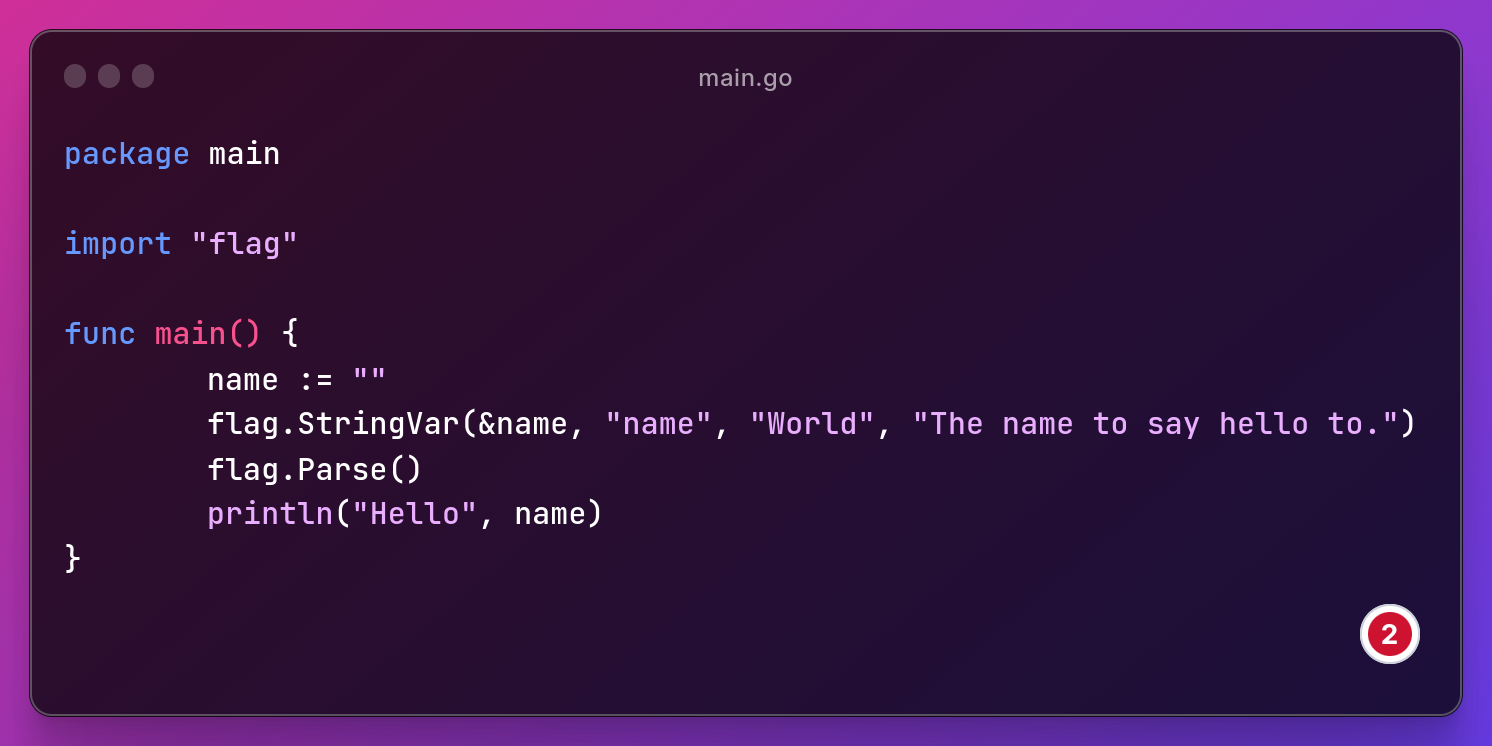 main.go
package main
import "flag"
func main() {
        name := ""
        flag.StringVar(&name, "name", "World", "The name to say hello to.")
        flag.Parse()
        println("Hello", name)
}
2